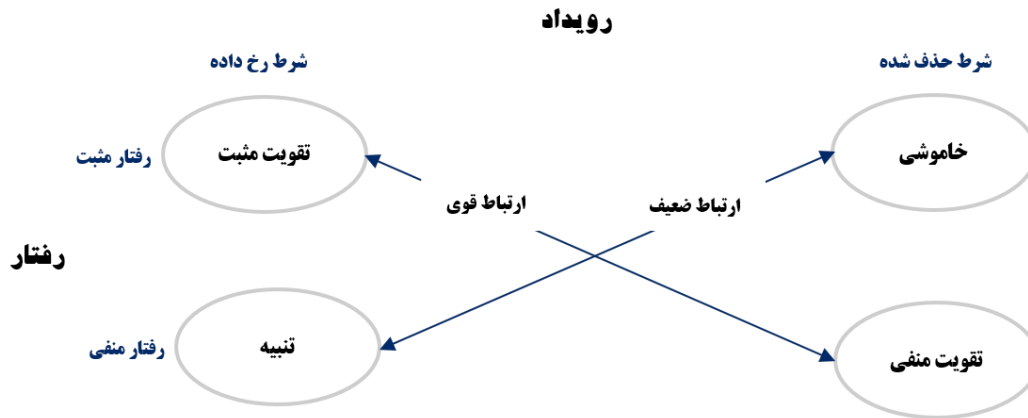 رویداد
شرط رخ داده
شرط حذف شده
رفتار مثبت
تقویت مثبت
خاموشی
ارتباط قوی
ارتباط ضعیف
رفتار
رفتار منفی
تنبیه
تقویت منفی